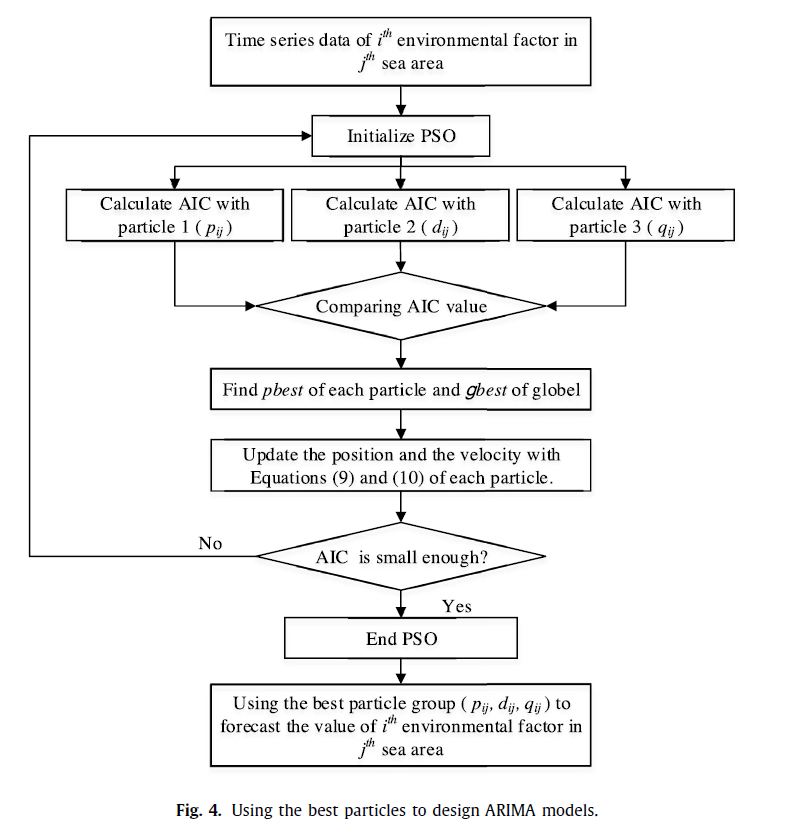 Time series data of i^th environmental factor in
j^th sea area
Initialize PSO
Calculate AIC with
particle 1 ( p_ij )
Calculate AIC with
particle 2 ( d_ij )
Calculate AIC with
particle 3 ( q_ij )
Comparing AIC value
Find pbest of each particle and gbest of globel
Update the position and the velocity with
Equations (9) and (10) of each particle.
AIC is small enough?
No
Yes
End PSO
Using the best particle group ( p_ij, d_ij, q_ij ) to
forecast the value of i^th environmental factor in
j^th sea area
Fig. 4. Using the best particles to design ARIMA models.